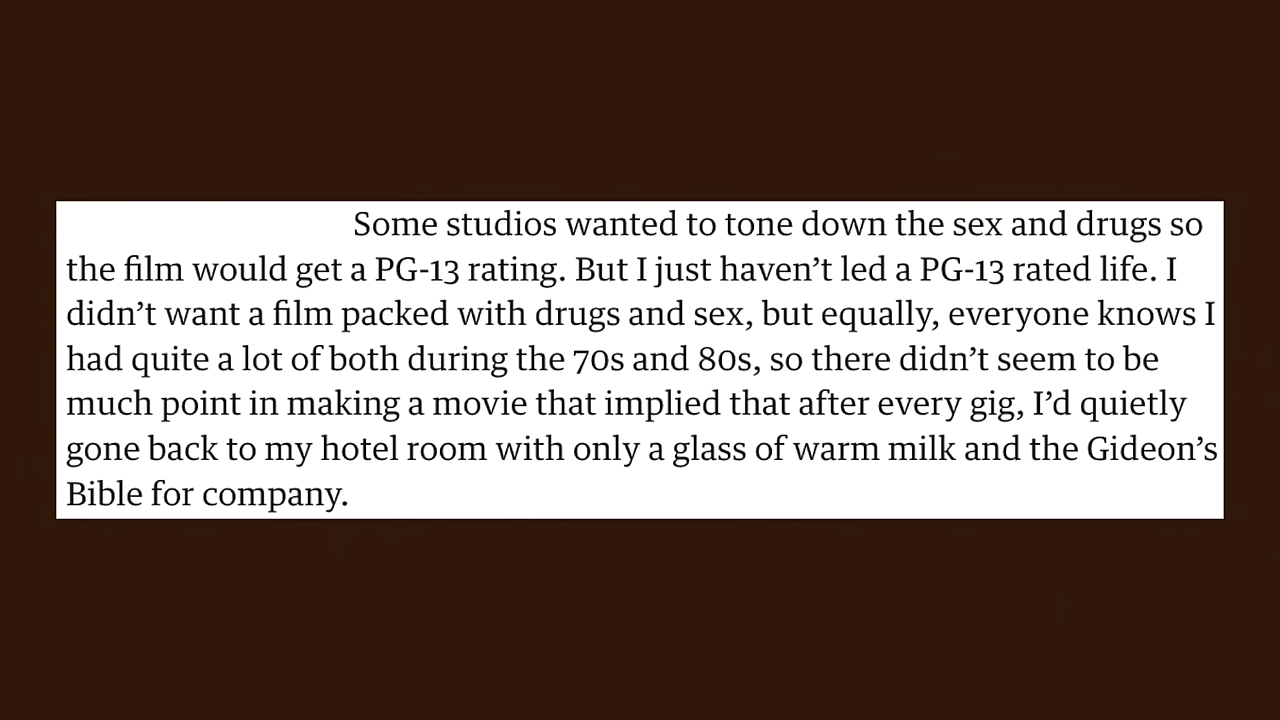 Some studios wanted to tone down the sex and drugs so
the film would get a PG-13 rating. But I just haven’t led a PG-13 rated life. I
didn’t want a film packed with drugs and sex, but equally, everyone knows I
had quite a lot of both during the 70s and 80s, so there didn’t seem to be
much point in making a movie that implied that after every gig, I’d quietly
gone back to my hotel room with only a glass of warm milk and the Gideon’s
Bible for company.